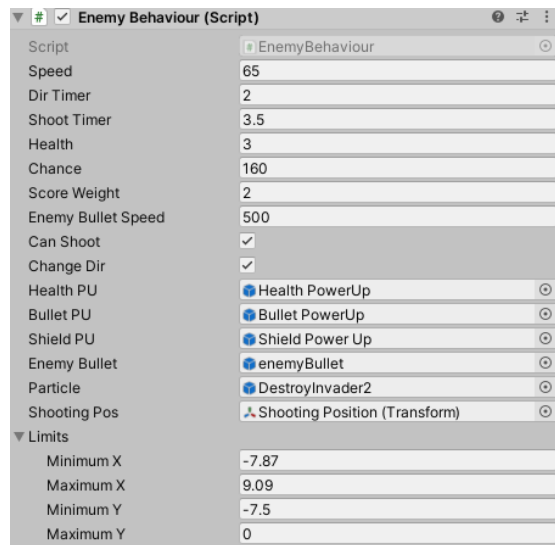 # Enemy Behaviour (Script)
Script # EnemyBehaviour
Speed 65
Dir Timer 2
Shoot Timer 3.5
Health 3
Chance 160
Score Weight 2
Enemy Bullet Speed 500
Can Shoot
Change Dir
Health PU Health PowerUp
Bullet PU Bullet PowerUp
Shield PU Shield Power Up
Enemy Bullet enemyBullet
Particle DestroyInvader2
Shooting Pos Shooting Position (Transform)
Limits
Minimum X -7.87
Maximum X 9.09
Minimum Y -7.5
Maximum Y 0